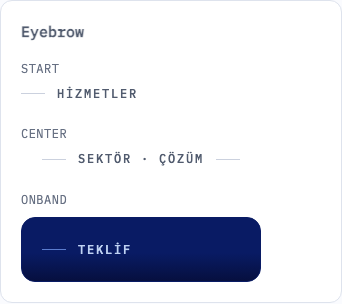 Eyebrow
START
HİZMETLER
CENTER
SEKTÖR · ÇÖZÜM
ONBAND
TEKLİF